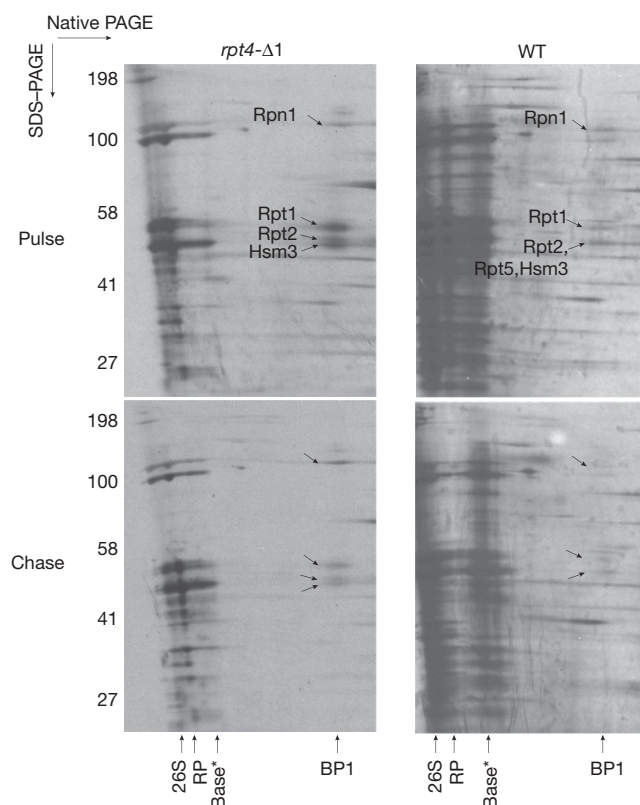 Native PAGE
SDS–PAGE
rpt4-Δ1
WT
198
100
58
41
27
Pulse
Rpn1
Rpt1
Rpt2
Hsm3
Rpn1
Rpt1
Rpt2,
Rpt5,Hsm3
198
100
58
41
27
Chase
26S
RP
Base*
BP1
26S
RP
Base*
BP1